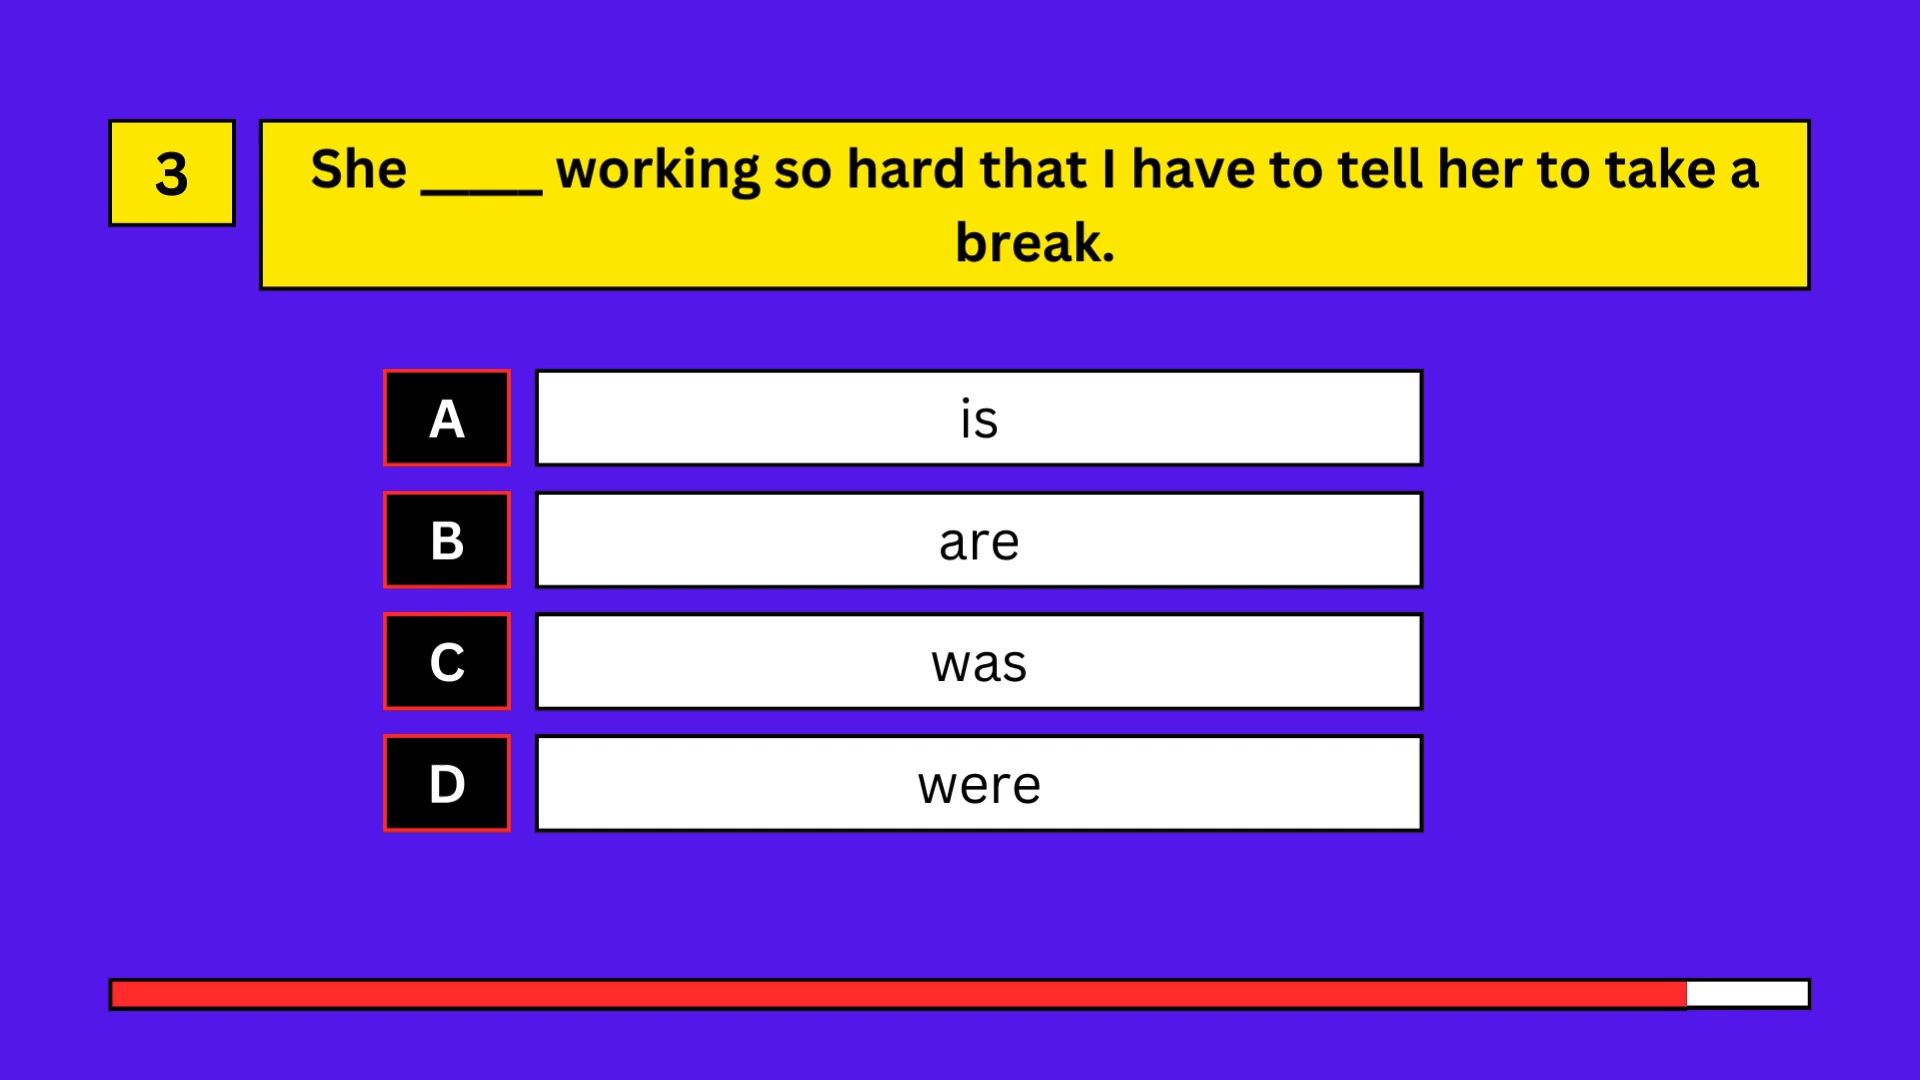 3
She _____ working so hard that I have to tell her to take a
break.
A
is
B
are
C
was
D
were